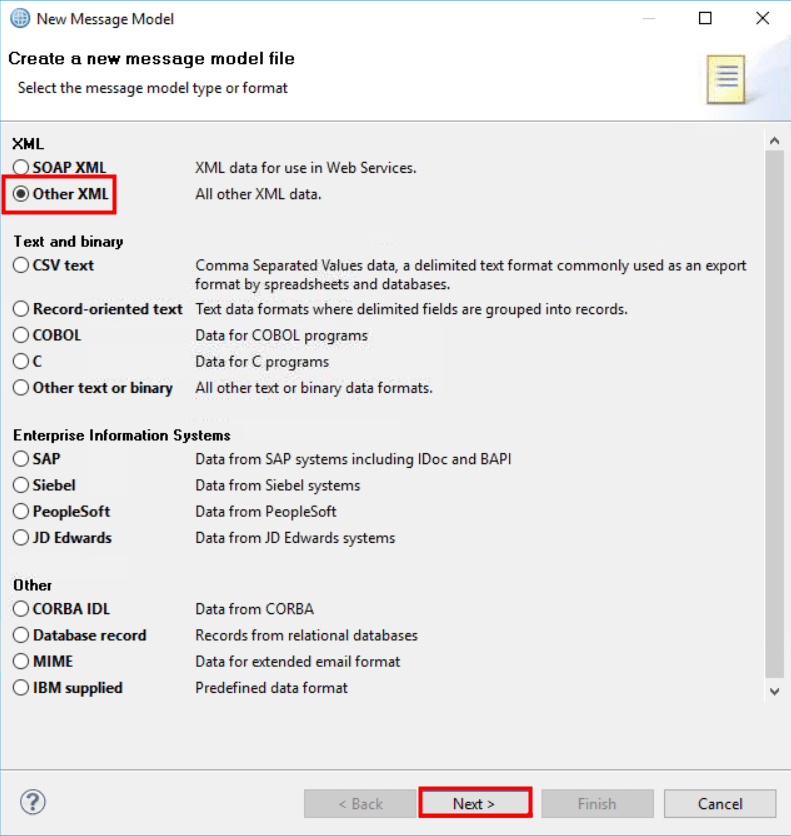 New Message Model
Create a new message model file
Select the message model type or format
XML
SOAP XML XML data for use in Web Services.
Other XML All other XML data.
Text and binary
CSV text Comma Separated Values data, a delimited text format commonly used as an export
format by spreadsheets and databases.
Record-oriented text Text data formats where delimited fields are grouped into records.
COBOL Data for COBOL programs
C Data for C programs
Other text or binary All other text or binary data formats.
Enterprise Information Systems
SAP Data from SAP systems including IDoc and BAPI
Siebel Data from Siebel systems
PeopleSoft Data from PeopleSoft
JD Edwards Data from JD Edwards systems
Other
CORBA IDL Data from CORBA
Database record Records from relational databases
MIME Data for extended email format
IBM supplied Predefined data format
? < Back Next > Finish Cancel